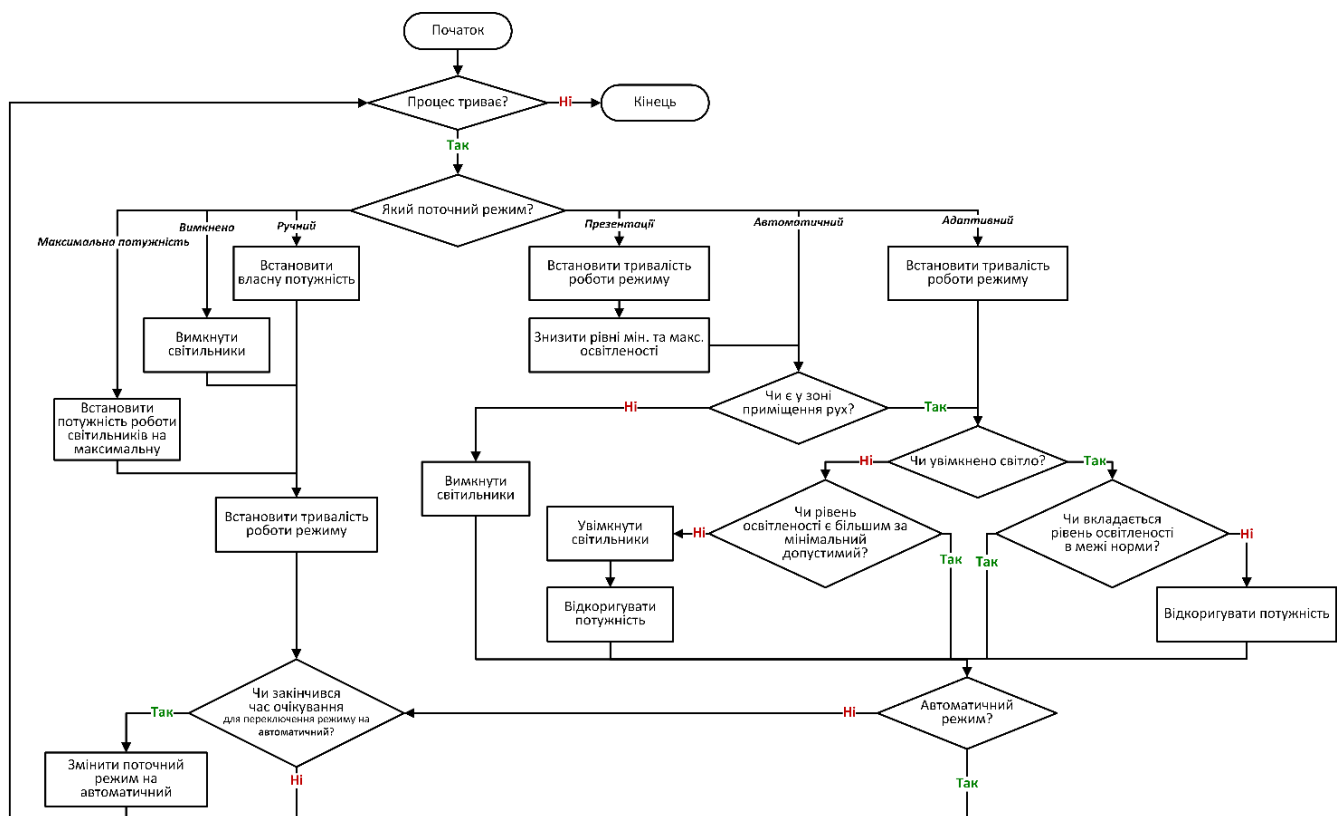 Початок
Процес триває?
Ні
Кінець
Так
Який поточний режим?
Максимальна потужність
Вимкнено
Ручний
Презентації
Автоматичний
Адаптивний
Встановити
власну потужність
Встановити тривалість
роботи режиму
Встановити тривалість
роботи режиму
Вимкнути
світильники
Знизити рівні мін. та макс.
освітленості
Встановити
потужність роботи
світильників на
максимальну
Чи є у зоні
приміщення рух?
Ні
Так
Чи увімкнено світло?
Ні
Так
Вимкнути
світильники
Встановити тривалість
роботи режиму
Увімкнути
світильники
Ні
Чи рівень
освітленості є більшим за
мінімальний
допустимий?
Так
Чи вкладається
рівень освітленості
в межі норми?
Так
Ні
Відкоригувати
потужність
Відкоригувати потужність
Чи закінчився
час очікування
для переключення режиму на
автоматичний?
Так
Ні
Автоматичний
режим?
Ні
Так
Змінити поточний
режим на
автоматичний